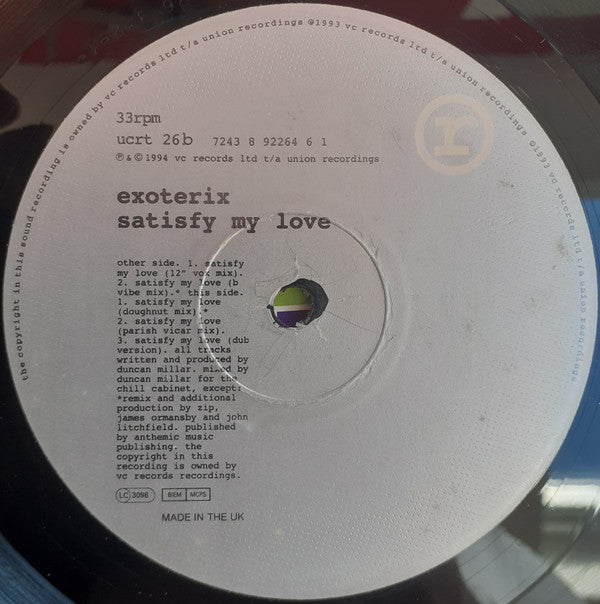 the copyright in this sound recording is owned by vc records ltd t/a union recordings ℗1993 vc records ltd t/a union recordings ©1993 vc records ltd t/a union recordings
r
33rpm
ucrt 26b 7243 8 92264 6 1
℗ & © 1994 vc records ltd t/a union recordings
exoterix
satisfy my love
other side. 1. satisfy
my love (12" vox mix).
2. satisfy my love (b
vibe mix).* this side.
1. satisfy my love
(doughnut mix).*
2. satisfy my love
(parish vicar mix).
3. satisfy my love (dub
version). all tracks
written and produced by
duncan millar. mixed by
duncan millar for the
chill cabinet, except:
*remix and additional
production by zip,
james ormansby and john
litchfield. published
by anthemic music
publishing. the
copyright in this
recording is owned by
vc records recordings.
LC 3098 BIEM MCPS
MADE IN THE UK